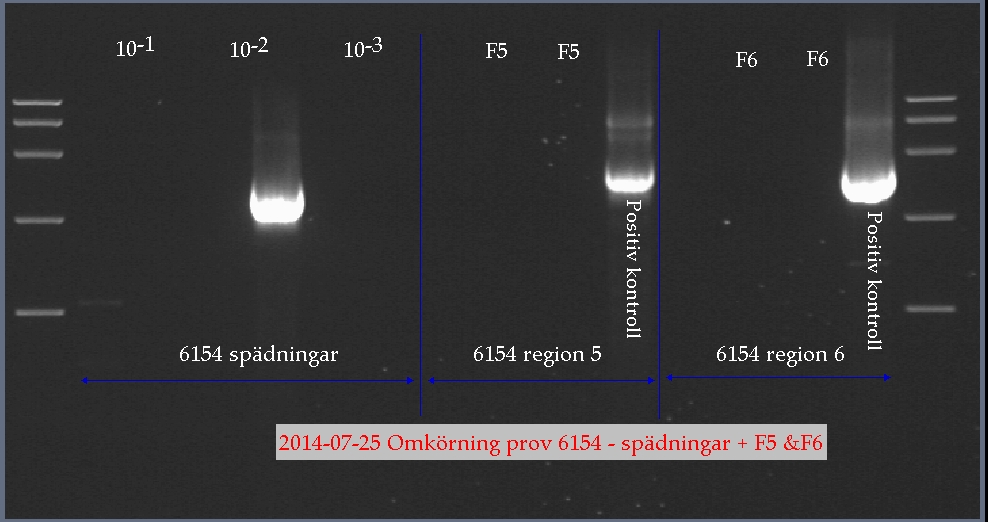 10-1
10-2
10-3
F5
F5
F6
F6
Positiv kontroll
Positiv kontroll
6154 spädningar
6154 region 5
6154 region 6
2014-07-25 Omkörning prov 6154 - spädningar + F5 &F6